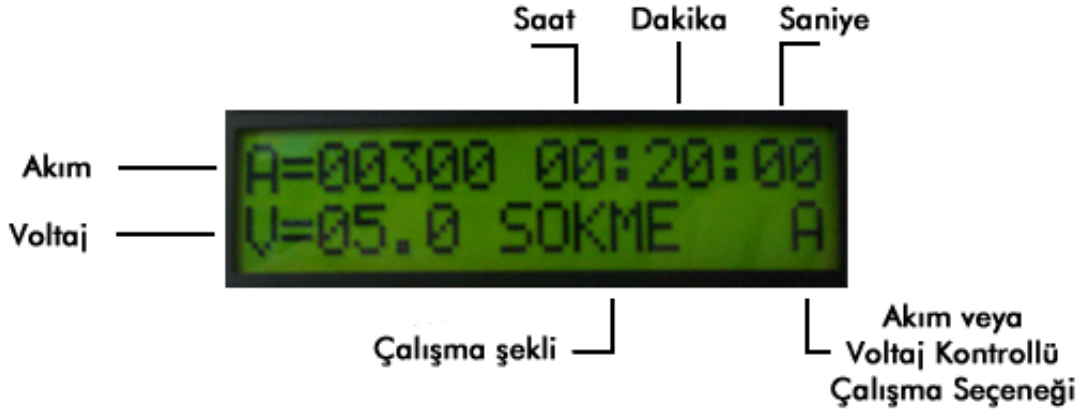 Saat Dakika Saniye
Akım A=00300 00:20:00
Voltaj V=05.0 SOKME A
Çalışma şekli
Akım veya
Voltaj Kontrollü
Çalışma Seçeneği